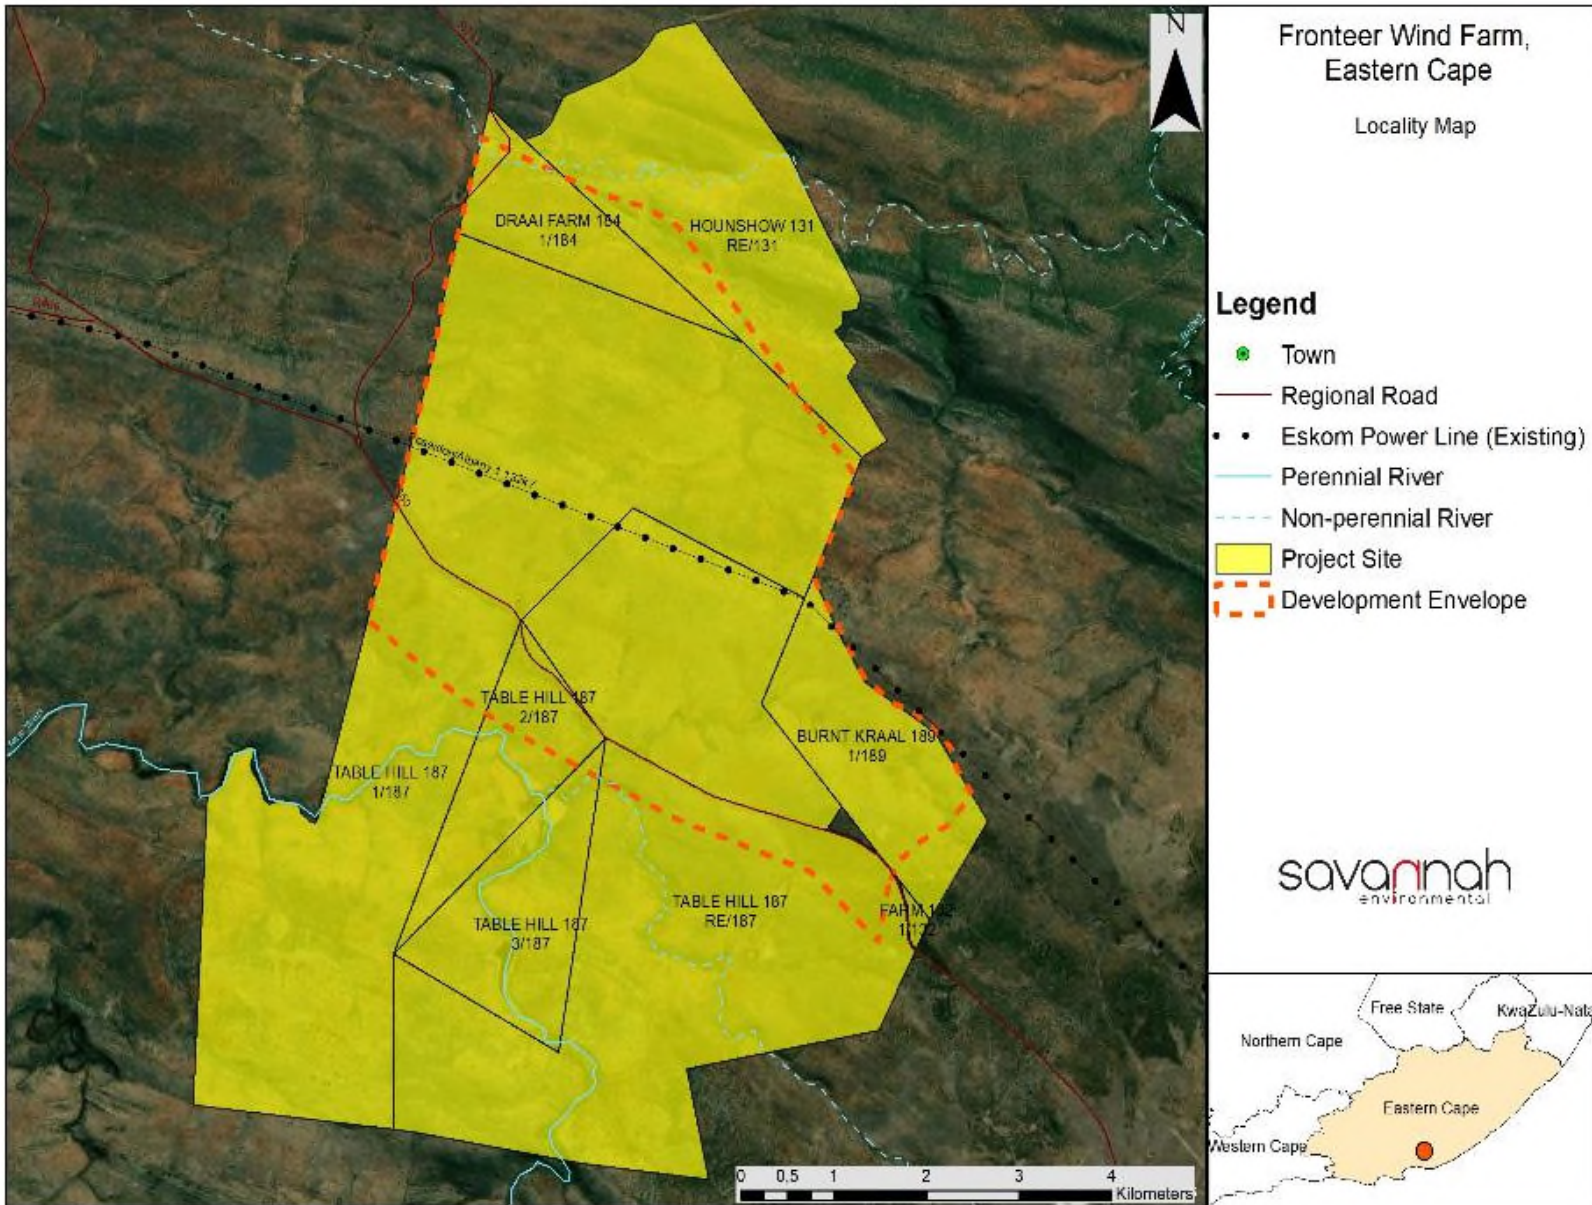 N
Fronteer Wind Farm,
Eastern Cape
Locality Map
Legend
Town
Regional Road
Eskom Power Line (Existing)
Perennial River
Non-perennial River
Project Site
Development Envelope
DRAAI FARM 184
1/184
HOUNSHOW 131
RE/131
TABLE HILL 187
2/187
BURNT KRAAL 189
1/189
TABLE HILL 187
1/187
TABLE HILL 187
3/187
TABLE HILL 187
RE/187
FARM 132
1/132
0 0,5 1 2 3 4
Kilometers
savannah
environmental
Free State
KwaZulu-Nata
Northern Cape
Eastern Cape
Western Cape